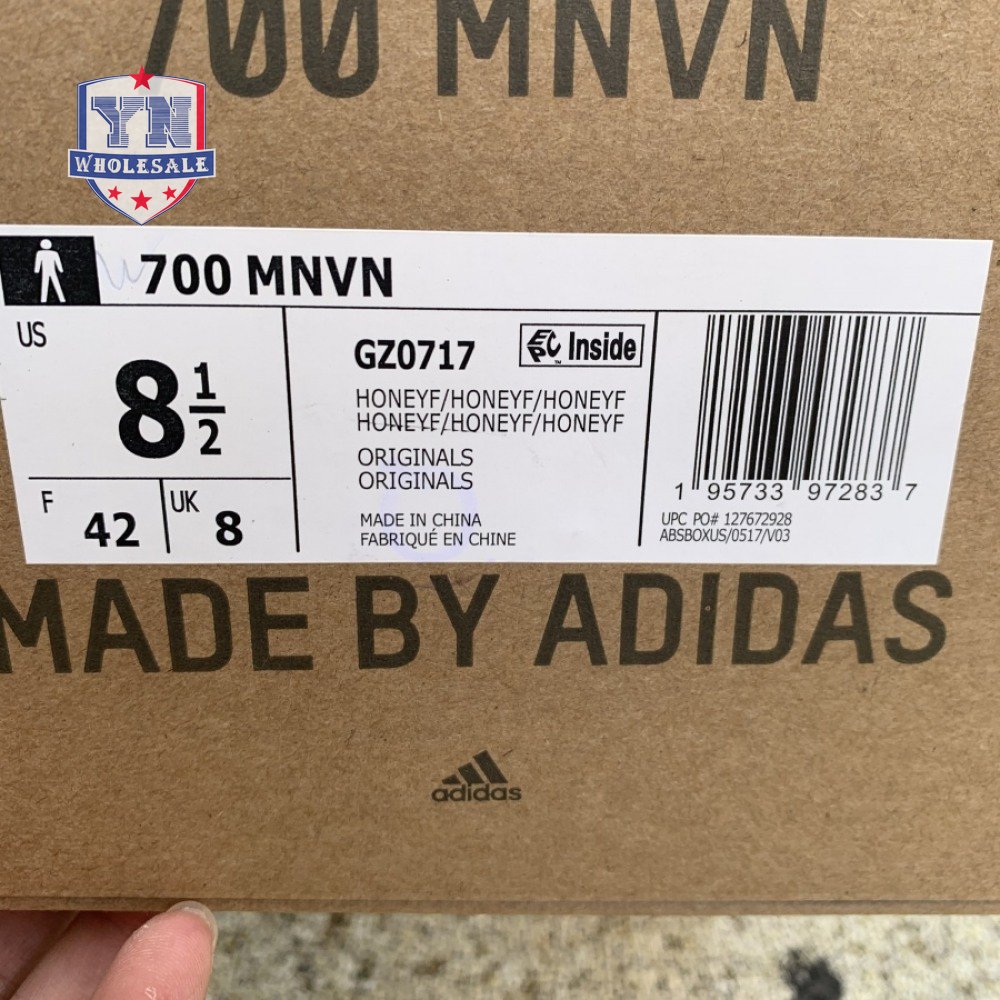 700 MNVN
YN
WHOLESALE
700 MNVN
US
8 1/2
F 42
UK 8
GZ0717
EPC Inside
TM
HONEYF/HONEYF/HONEYF
HONEYF/HONEYF/HONEYF
ORIGINALS
ORIGINALS
MADE IN CHINA
FABRIQUÉ EN CHINE
1 95733 97283 7
UPC PO# 127672928
ABSBOXUS/0517/V03
MADE BY ADIDAS
adidas